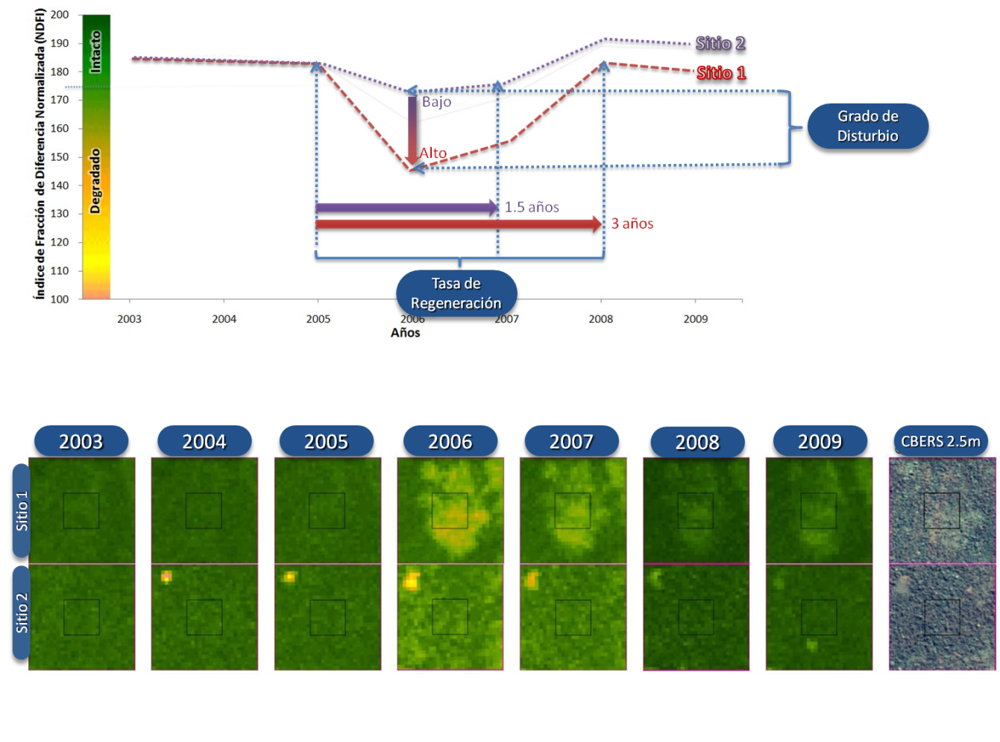 Índice de Fracción de Diferencia Normalizada (NDFI)
200
190
180
170
160
150
140
130
120
110
100
Intacto
Degradado
Sitio 2
Sitio 1
Bajo
Alto
Grado de
Disturbio
1.5 años
3 años
Tasa de
Regeneración
2003
2004
2005
2006
2007
2008
2009
Años
2003
2004
2005
2006
2007
2008
2009
CBERS 2.5m
Sitio 1
Sitio 2